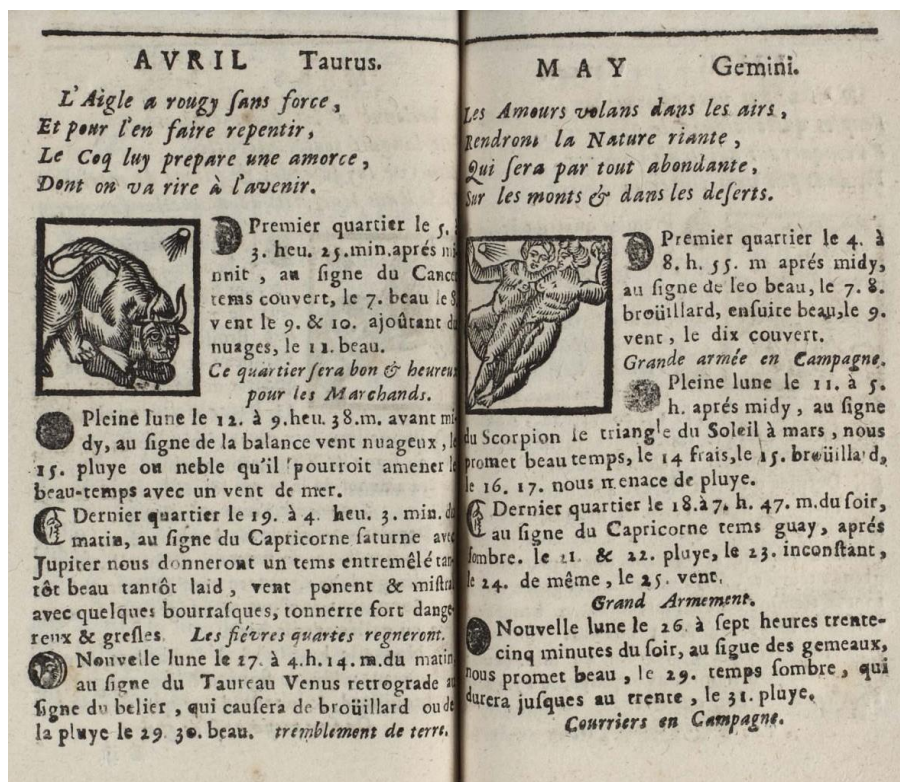 AVRIL Taurus.
L'Aigle a rougy sans force,
Et pour l'en faire repentir,
Le Coq luy prepare une amorce,
Dont on va rire à l'avenir.
Premier quartier le 5. à
3. heu. 25.min.aprés mi
nuit, au signe du Cance
tems couvert, le 7. beau le 8
vent le 9. & 10. ajoûtant d
nuages, le 11. beau.
Ce quartier sera bon & heureu
pour les Marchands.
Pleine lune le 12. à 9.heu. 38.m. avant mi
dy, au signe de la balance vent nuageux, l
15. pluye ou neble qu'il pourroit amener l
beau-temps avec un vent de mer.
Dernier quartier le 19. à 4. heu. 3. min. d
matin, au signe du Capricorne saturne ave
Jupiter nous donneront un tems entremêlé tan
tôt beau tantôt laid, vent ponent & mistra
avec quelques bourrasques, tonnerre fort dange-
reux & gresles. Les fiévres quartes regneront.
Nouvelle lune le 27. à 4.h.14.m.du matin
au signe du Taureau Venus retrograde a
signe du belier, qui causera de broüillard ou de
la pluye le 29 30. beau. tremblement de terre.
MAY Gemini.
Les Amours volans dans les airs,
Rendront la Nature riante,
Qui sera par tout abondante,
Sur les monts & dans les deserts.
Premier quartier le 4. à
8. h. 55. m aprés midy,
au signe de leo beau, le 7. 8.
broüillard, ensuite beau,le 9.
vent, le dix couvert.
Grande armée en Campagne.
Pleine lune le 11. à 5.
h. aprés midy, au signe
du Scorpion le triangle du Soleil à mars, nous
promet beau temps, le 14 frais,le 15. broüillard,
le 16. 17. nous menace de pluye.
Dernier quartier le 18.à 7. h. 47. m.du soir,
au signe du Capricorne tems guay, aprés
sombre. le 21. & 22. pluye, le 23. inconstant,
le 24. de même, le 25. vent.
Grand Armement.
Nouvelle lune le 26 à sept heures trente-
cinq minutes du soir, au sigue des gemeaux,
nous promet beau, le 29. temps sombre, qui
durera jusques au trente, le 31. pluye.
Courriers en Campagne.